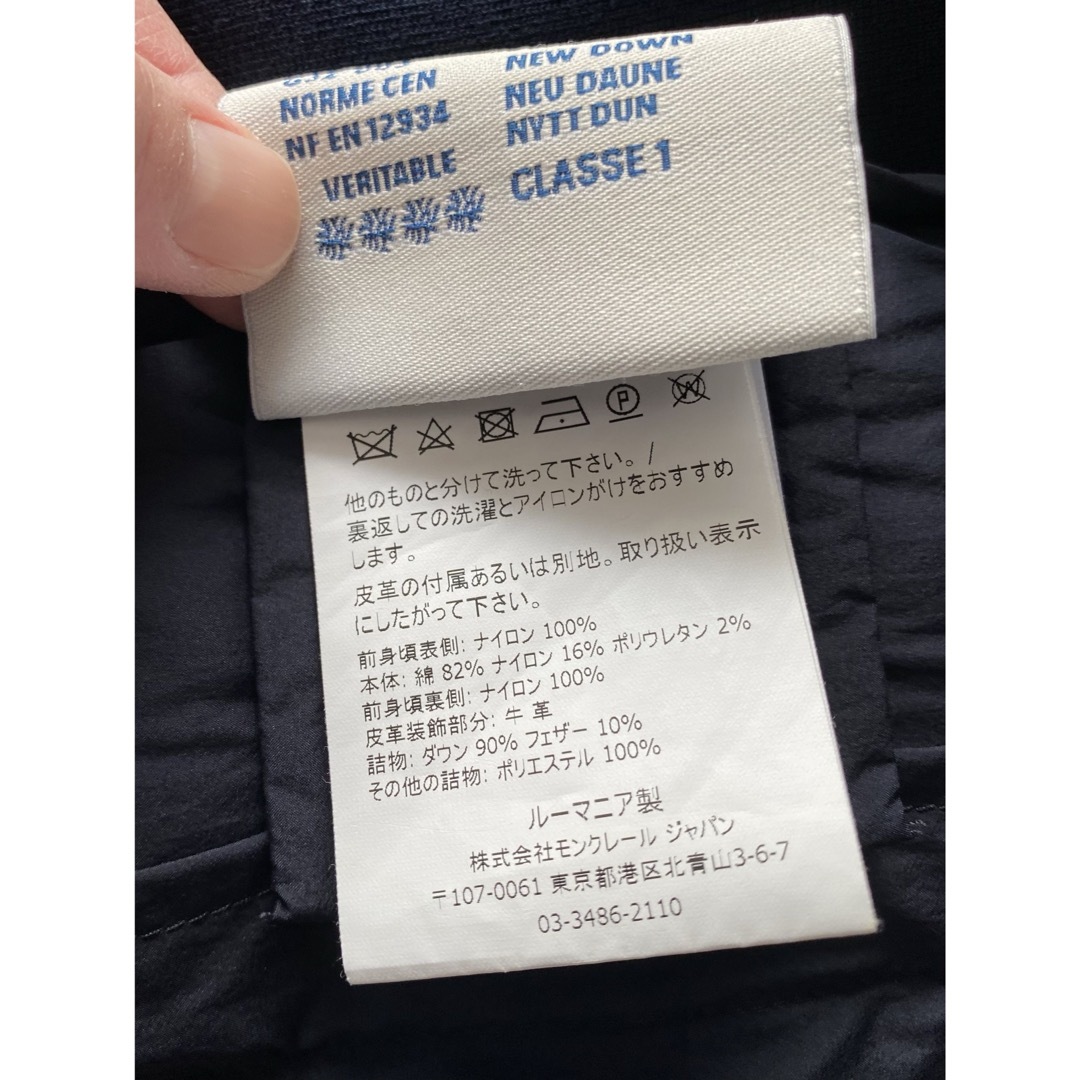 NORME CEN
NF EN 12934
VERITABLE
NEW DOWN
NEU DAUNE
NYTT DUN
CLASSE 1
P W
他のものと分けて洗って下さい。/
裏返しての洗濯とアイロンがけをおすすめ
します。
皮革の付属あるいは別地。取り扱い表示
にしたがって下さい。
前身頃表側: ナイロン 100%
本体: 綿 82% ナイロン 16% ポリウレタン 2%
前身頃裏側: ナイロン 100%
皮革装飾部分: 牛 革
詰物: ダウン 90% フェザー 10%
その他の詰物: ポリエステル 100%
ルーマニア製
株式会社モンクレール ジャパン
〒107-0061 東京都港区北青山3-6-7
03-3486-2110